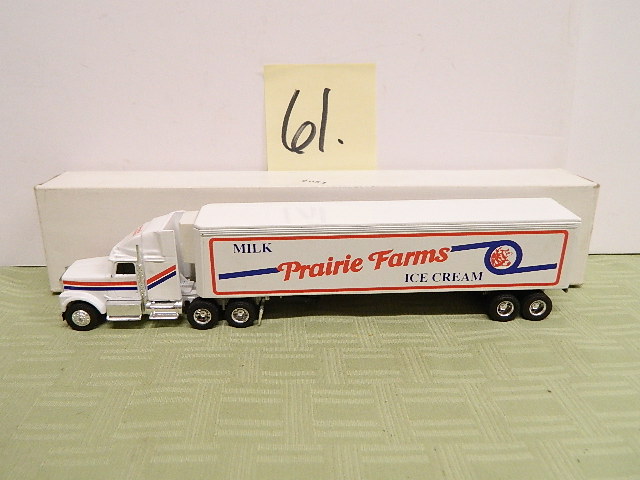 61.
MILK
Prairie Farms
ICE CREAM